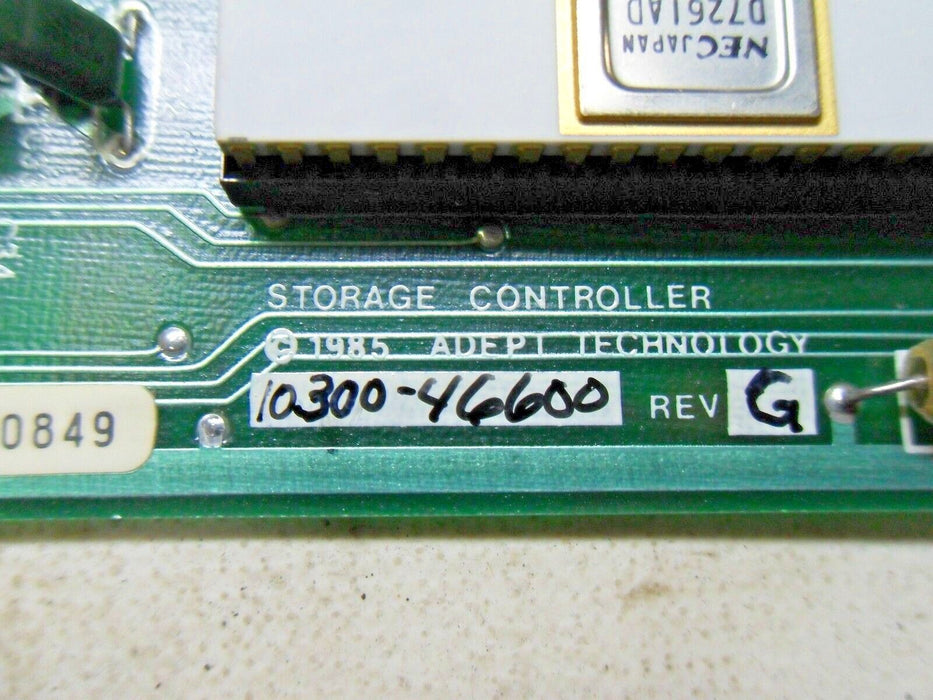 D7261AD
NEC JAPAN
STORAGE CONTROLLER
© 1985 ADEPT TECHNOLOGY
10300-46600 REV G
0849